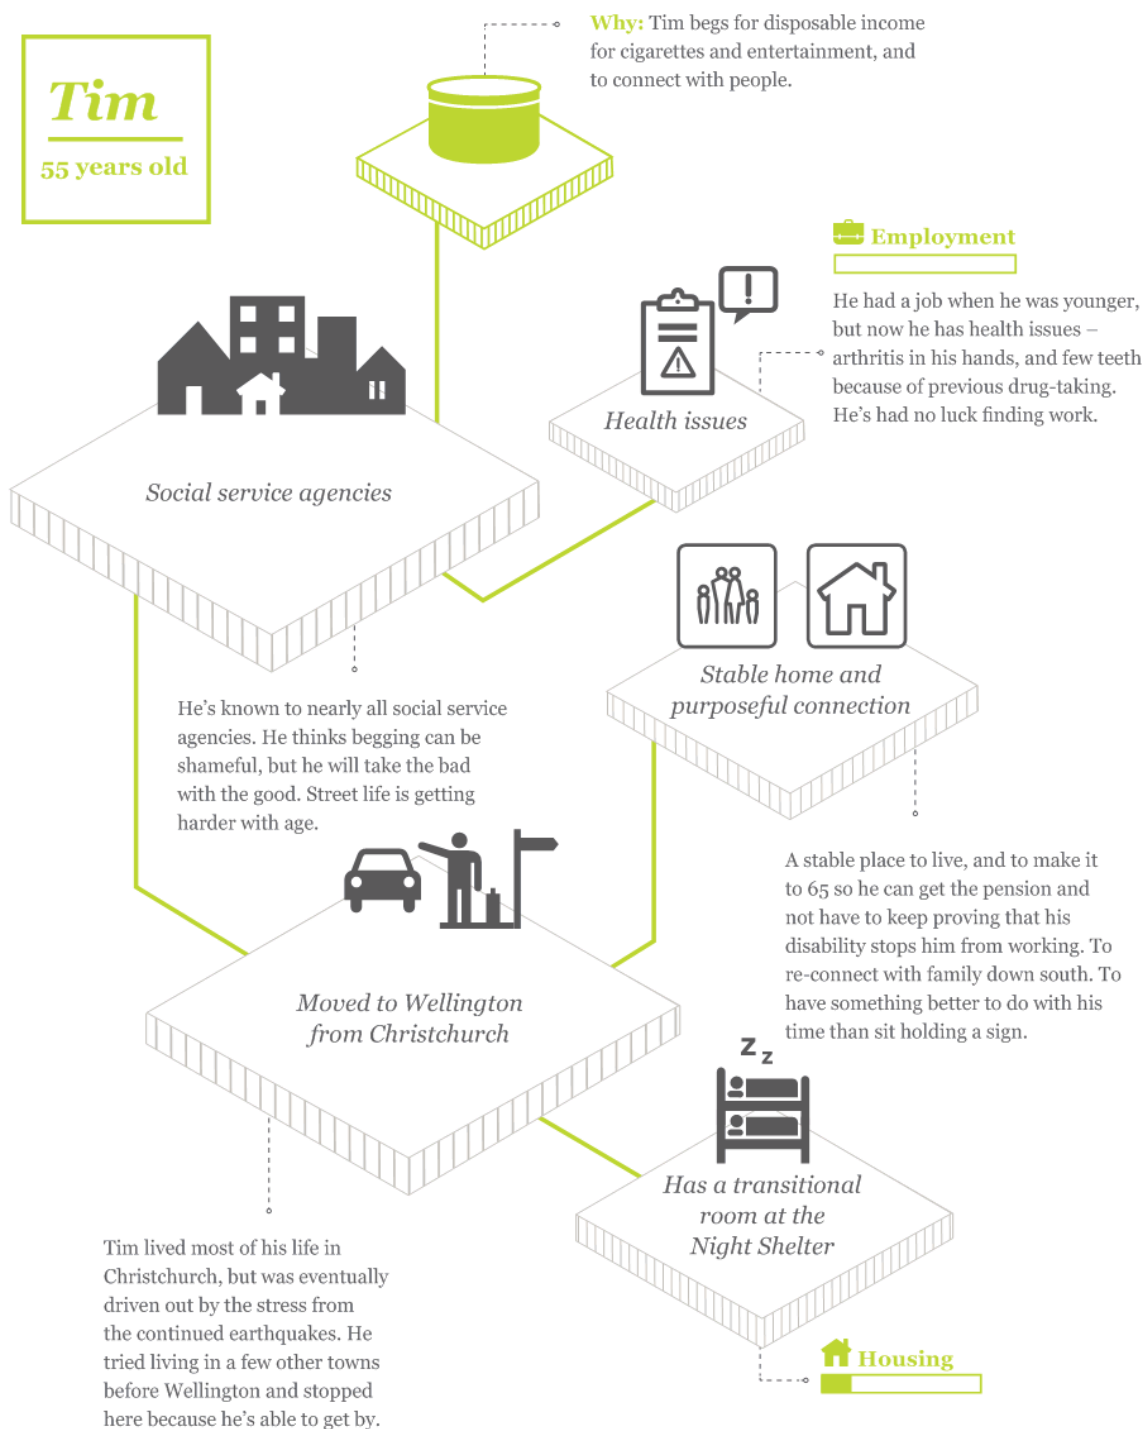 Tim
55 years old
Why: Tim begs for disposable income
for cigarettes and entertainment, and
to connect with people.
Employment
He had a job when he was younger,
but now he has health issues –
arthritis in his hands, and few teeth
because of previous drug-taking.
He’s had no luck finding work.
Health issues
Social service agencies
He’s known to nearly all social service
agencies. He thinks begging can be
shameful, but he will take the bad
with the good. Street life is getting
harder with age.
Stable home and
purposeful connection
A stable place to live, and to make it
to 65 so he can get the pension and
not have to keep proving that his
disability stops him from working. To
re-connect with family down south. To
have something better to do with his
time than sit holding a sign.
Moved to Wellington
from Christchurch
Tim lived most of his life in
Christchurch, but was eventually
driven out by the stress from
the continued earthquakes. He
tried living in a few other towns
before Wellington and stopped
here because he’s able to get by.
Z z
Has a transitional
room at the
Night Shelter
Housing